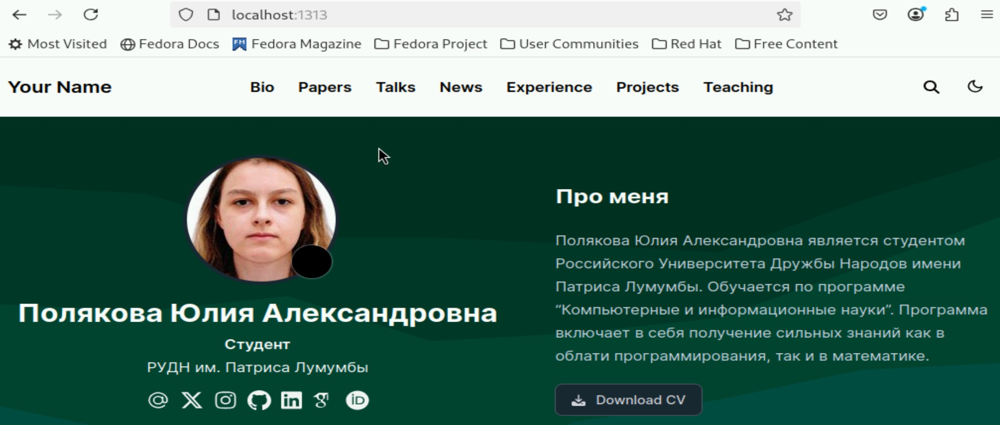 localhost:1313
Most Visited Fedora Docs FM Fedora Magazine Fedora Project User Communities Red Hat Free Content
Your Name Bio Papers Talks News Experience Projects Teaching
Про меня
Полякова Юлия Александровна является студентом
Российского Университета Дружбы Народов имени
Патриса Лумумбы. Обучается по программе
“Компьютерные и информационные науки”. Программа
включает в себя получение сильных знаний как в
облати программирования, так и в математике.
Download CV
Полякова Юлия Александровна
Студент
РУДН им. Патриса Лумумбы
@ X in g iD